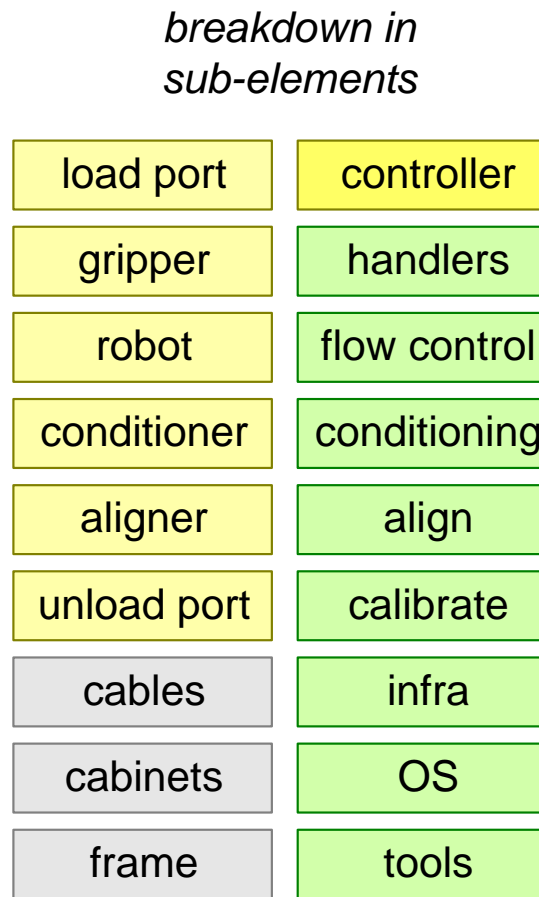 breakdown in
sub-elements
load port
controller
gripper
handlers
robot
flow control
conditioner
conditioning
aligner
align
unload port
calibrate
cables
infra
cabinets
OS
frame
tools